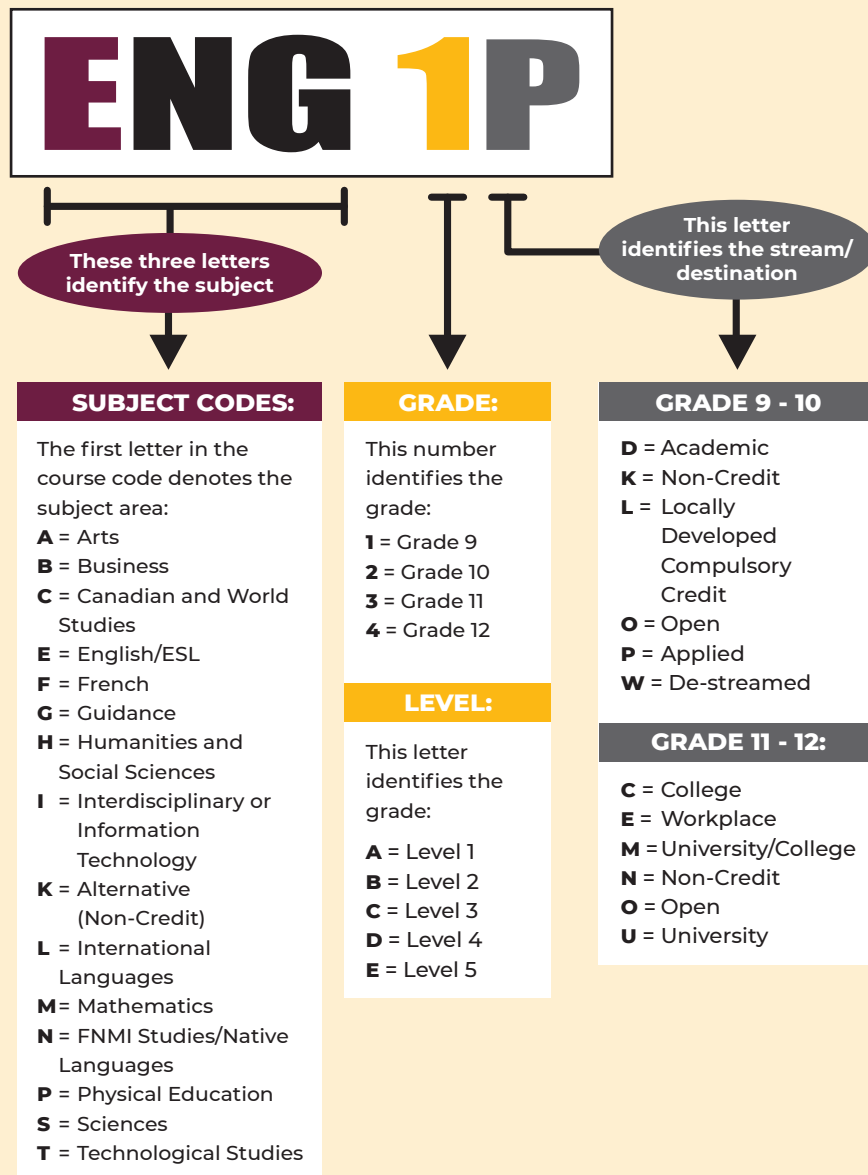 ENG 1P
These three letters
identify the subject
This letter
identifies the stream/
destination
SUBJECT CODES:
The first letter in the
course code denotes the
subject area:
A = Arts
B = Business
C = Canadian and World
Studies
E = English/ESL
F = French
G = Guidance
H = Humanities and
Social Sciences
I = Interdisciplinary or
Information
Technology
K = Alternative
(Non-Credit)
L = International
Languages
M = Mathematics
N = FNMI Studies/Native
Languages
P = Physical Education
S = Sciences
T = Technological Studies
GRADE:
This number
identifies the
grade:
1 = Grade 9
2 = Grade 10
3 = Grade 11
4 = Grade 12
LEVEL:
This letter
identifies the
grade:
A = Level 1
B = Level 2
C = Level 3
D = Level 4
E = Level 5
GRADE 9 - 10
D = Academic
K = Non-Credit
L = Locally
Developed
Compulsory
Credit
O = Open
P = Applied
W = De-streamed
GRADE 11 - 12:
C = College
E = Workplace
M = University/College
N = Non-Credit
O = Open
U = University